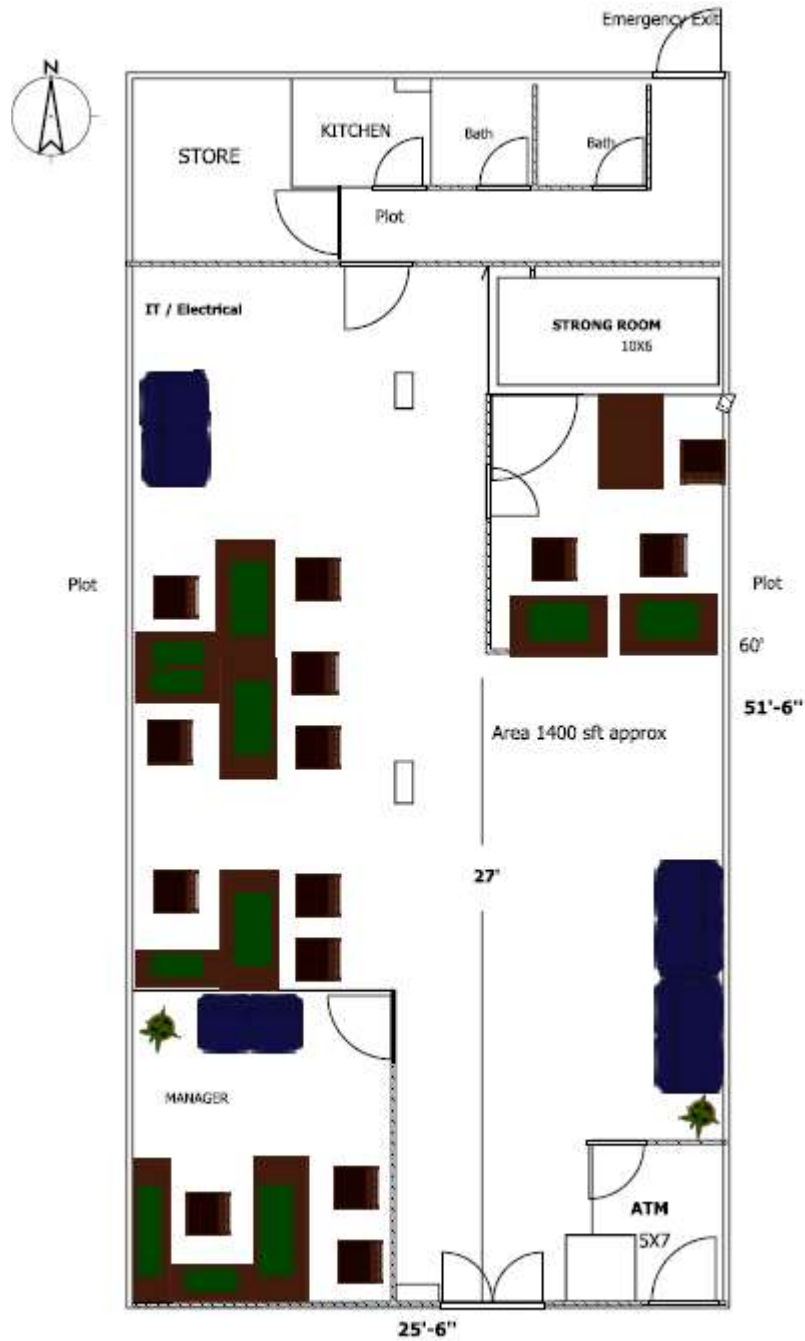 Emergency Exit
N
KITCHEN
Bath
Bath
STORE
Plot
IT / Electrical
STRONG ROOM
10X6
Plot
Plot
60'
51'-6"
Area 1400 sft approx
27'
MANAGER
ATM
5X7
25'-6"